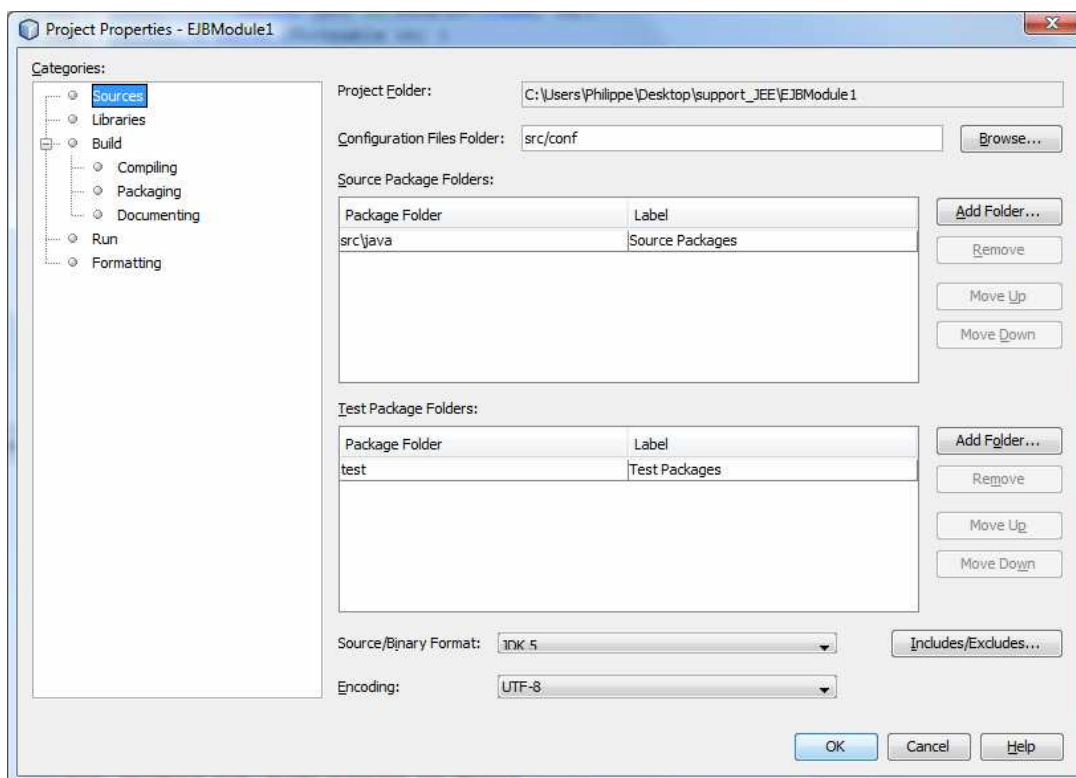 Project Properties - EJBModule1
Categories:
Sources
Libraries
Build
Compiling
Packaging
Documenting
Run
Formatting
Project Folder: C:\Users\Philippe\Desktop\support_JEE\EJBModule1
Configuration Files Folder: src/conf Browse...
Source Package Folders:
Package Folder Label
src\java Source Packages
Add Folder...
Remove
Move Up
Move Down
Test Package Folders:
Package Folder Label
test Test Packages
Add Folder...
Remove
Move Up
Move Down
Source/Binary Format: JDK 5 Includes/Excludes...
Encoding: UTF-8
OK Cancel Help